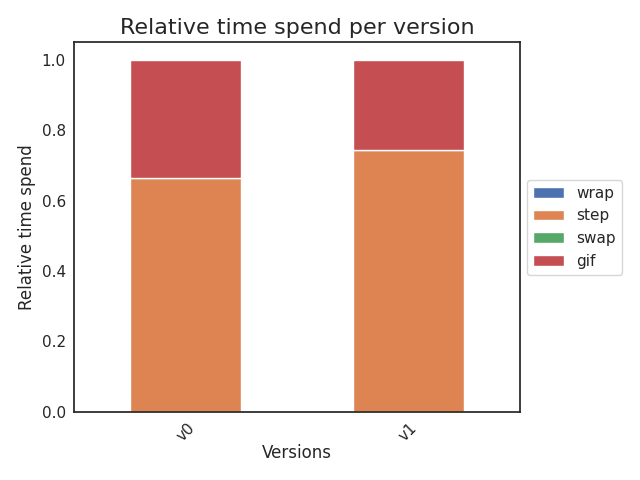 Relative time spend per version
Relative time spend
1.0
0.8
0.6
0.4
0.2
0.0
v0
v1
Versions
wrap
step
swap
gif